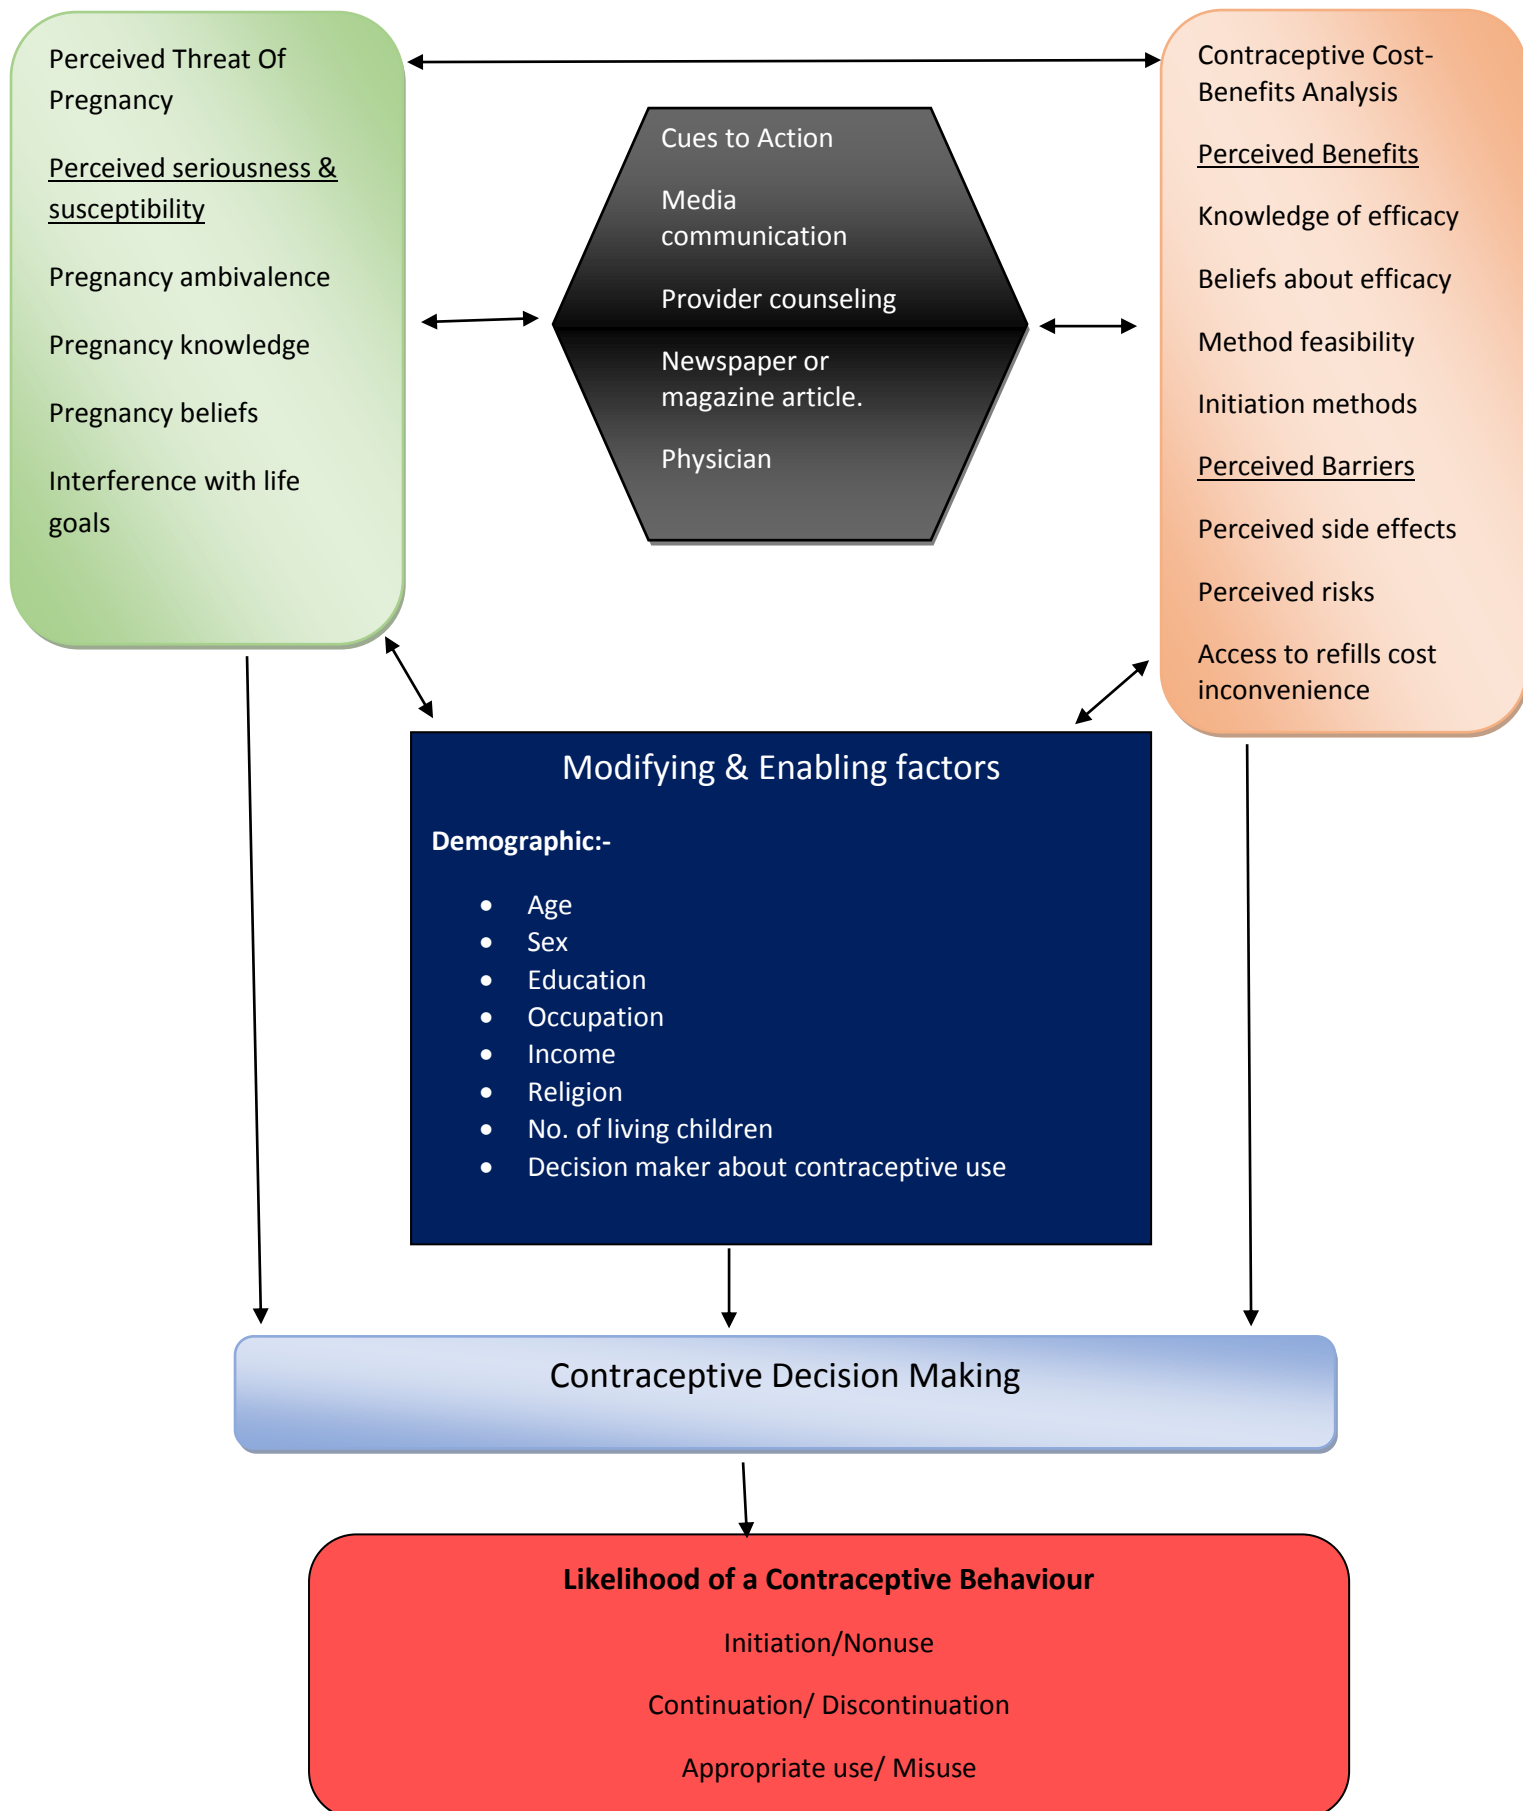 Perceived Threat Of
Pregnancy
Perceived seriousness &
susceptibility
Pregnancy ambivalence
Pregnancy knowledge
Pregnancy beliefs
Interference with life
goals
Cues to Action
Media
communication
Provider counseling
Newspaper or
magazine article.
Physician
Contraceptive Cost-
Benefits Analysis
Perceived Benefits
Knowledge of efficacy
Beliefs about efficacy
Method feasibility
Initiation methods
Perceived Barriers
Perceived side effects
Perceived risks
Access to refills cost
inconvenience
Modifying & Enabling factors
Demographic:-
• Age
• Sex
• Education
• Occupation
• Income
• Religion
• No. of living children
• Decision maker about contraceptive use
Contraceptive Decision Making
Likelihood of a Contraceptive Behaviour
Initiation/Nonuse
Continuation/ Discontinuation
Appropriate use/ Misuse